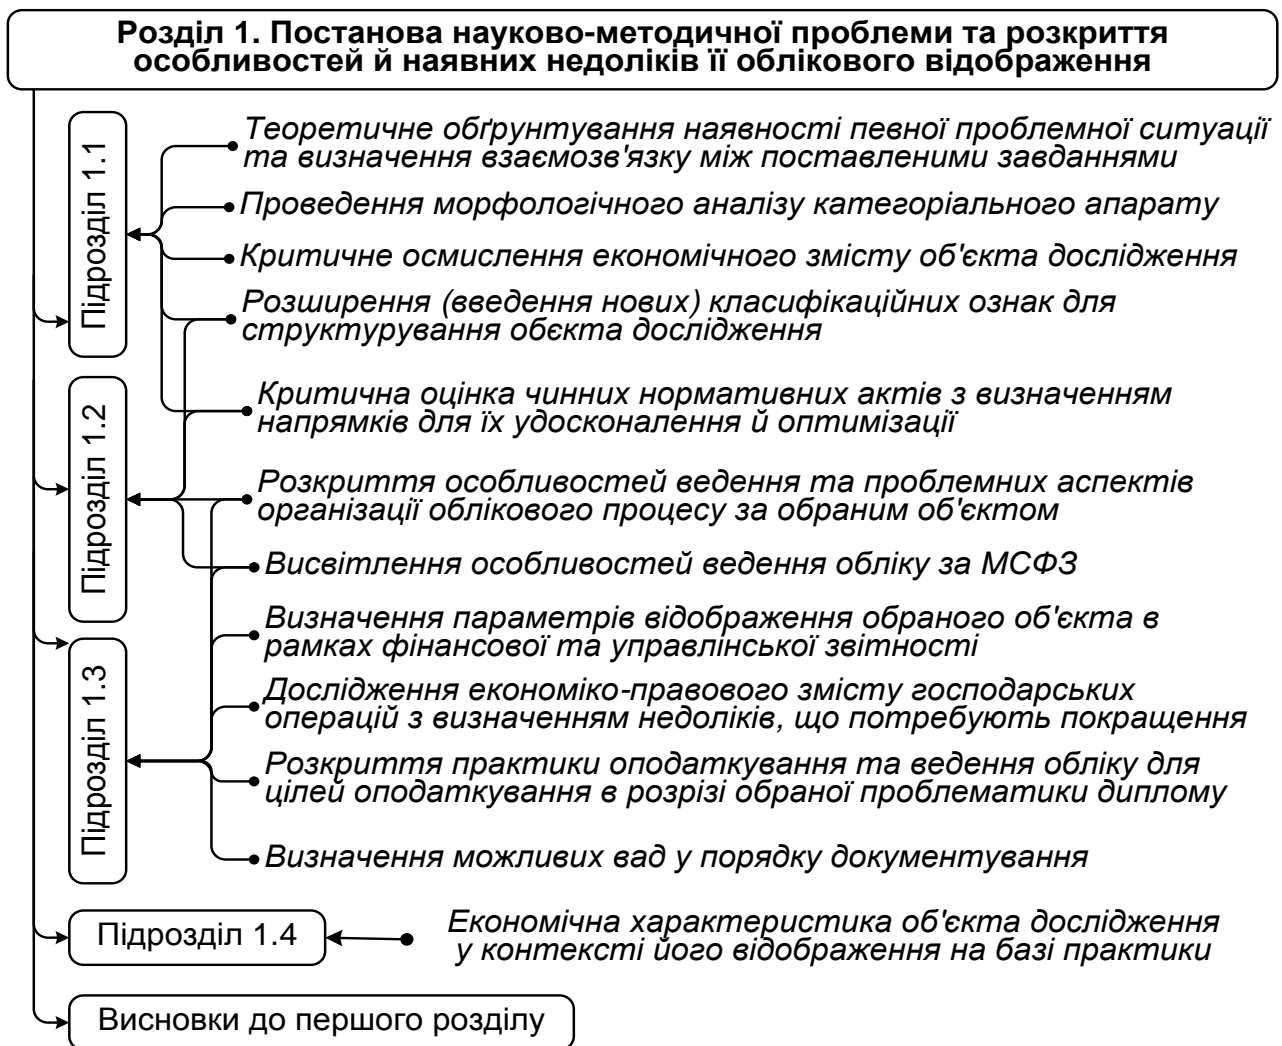 Розділ 1. Постанова науково-методичної проблеми та розкриття
особливостей й наявних недоліків її облікового відображення
Підрозділ 1.1
Теоретичне обґрунтування наявності певної проблемної ситуації
та визначення взаємозв'язку між поставленими завданнями
Проведення морфологічного аналізу категоріального апарату
Критичне осмислення економічного змісту об'єкта дослідження
Розширення (введення нових) класифікаційних ознак для
структурування обєкта дослідження
Підрозділ 1.2
Критична оцінка чинних нормативних актів з визначенням
напрямків для їх удосконалення й оптимізації
Розкриття особливостей ведення та проблемних аспектів
організації облікового процесу за обраним об'єктом
Висвітлення особливостей ведення обліку за МСФЗ
Підрозділ 1.3
Визначення параметрів відображення обраного об'єкта в
рамках фінансової та управлінської звітності
Дослідження економіко-правового змісту господарських
операцій з визначенням недоліків, що потребують покращення
Розкриття практики оподаткування та ведення обліку для
цілей оподаткування в розрізі обраної проблематики диплому
Визначення можливих вад у порядку документування
Підрозділ 1.4
Економічна характеристика об'єкта дослідження
у контексті його відображення на базі практики
Висновки до першого розділу